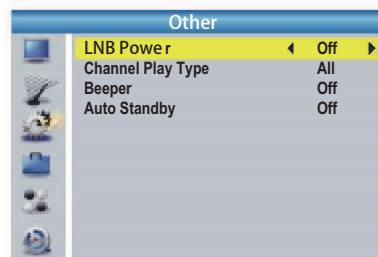 Other
LNB Power Off
Channel Play Type All
Beeper Off
Auto Standby Off